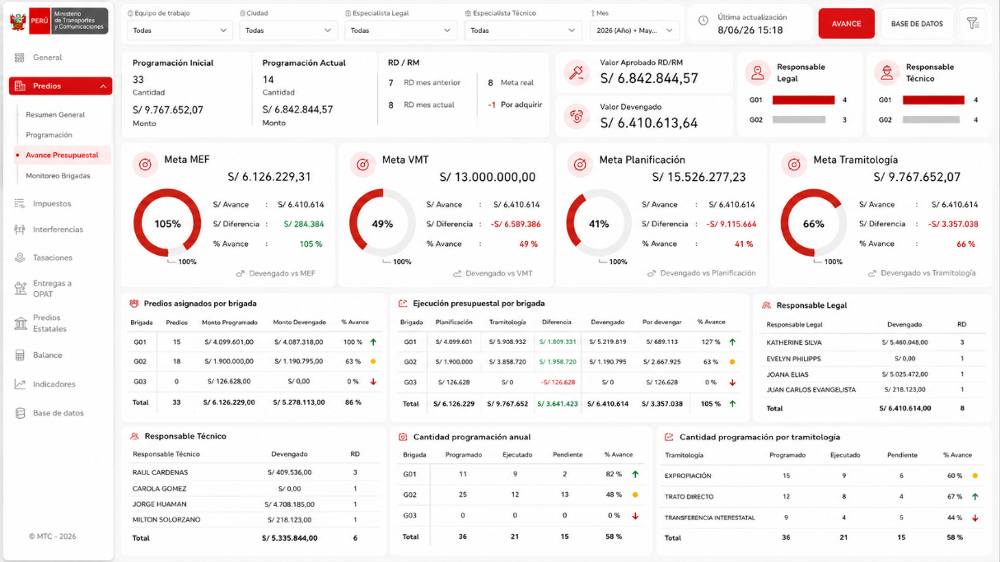 PERÚ
Ministerio
de Transportes
y Comunicaciones
General
Predios
Resumen General
Programación
Avance Presupuestal
Monitoreo Brigadas
Impuestos
Interferencias
Tasaciones
Entregas a
OPAT
Predios
Estatales
Balance
Indicadores
Base de datos
© MTC - 2026
Equipo de trabajo
Todas
Ciudad
Todas
Especialista Legal
Todas
Especialista Técnico
Todas
Mes
2026 (Año) + May...
Última actualización
8/06/26 15:18
AVANCE
BASE DE DATOS
Programación Inicial
33
Cantidad
S/ 9.767.652,07
Monto
Programación Actual
14
Cantidad
S/ 6.842.844,57
Monto
RD / RM
7 RD mes anterior
8 RD mes actual
8 Meta real
-1 Por adquirir
Valor Aprobado RD/RM
S/ 6.842.844,57
Valor Devengado
S/ 6.410.613,64
Responsable
Legal
G01 4
G02 3
Responsable
Técnico
G01 4
G02 4
Meta MEF
S/ 6.126.229,31
105%
100%
S/ Avance : S/ 6.410.614
S/ Diferencia : S/ 284.384
% Avance : 105 %
Devengado vs MEF
Meta VMT
S/ 13.000.000,00
49%
100%
S/ Avance : S/ 6.410.614
S/ Diferencia : -S/ 6.589.386
% Avance : 49 %
Devengado vs VMT
Meta Planificación
S/ 15.526.277,23
41%
100%
S/ Avance : S/ 6.410.614
S/ Diferencia : -S/ 9.115.664
% Avance : 41 %
Devengado vs Planificación
Meta Tramitología
S/ 9.767.652,07
66%
100%
S/ Avance : S/ 6.410.614
S/ Diferencia : -S/ 3.357.038
% Avance : 66 %
Devengado vs Tramitología
Predios asignados por brigada
Brigada Predios Monto Programado Monto Devengado % Avance
G01 15 S/ 4.099.601,00 S/ 4.087.318,00 100 %
G02 18 S/ 1.900.000,00 S/ 1.190.795,00 63 %
G03 0 S/ 126.628,00 S/ 0,00 0 %
Total 33 S/ 6.126.229,00 S/ 5.278.113,00 86 %
Ejecución presupuestal por brigada
Brigada Planificación Tramitología Diferencia Devengado Por devengar % Avance
G01 S/ 4.099.601 S/ 5.908.932 S/ 1.809.331 S/ 5.219.819 S/ 689.113 127 %
G02 S/ 1.900.000 S/ 3.858.720 S/ 1.958.720 S/ 1.190.795 S/ 2.667.925 63 %
G03 S/ 126.628 S/ 0 -S/ 126.628 S/ 0 S/ 126.628 0 %
Total S/ 6.126.229 S/ 9.767.652 S/ 3.641.423 S/ 6.410.614 S/ 3.357.038 105 %
Responsable Legal
Responsable Legal Devengado RD
KATHERINE SILVA S/ 5.460.048,00 3
EVELYN PHILIPPS S/ 0,00 1
JOANA ELIAS S/ 5.025.472,00 1
JUAN CARLOS EVANGELISTA S/ 218.123,00 1
Total S/ 6.410.614,00 8
Responsable Técnico
Responsable Técnico Devengado RD
RAUL CARDENAS S/ 409.536,00 3
CAROLA GOMEZ S/ 0,00 1
JORGE HUAMAN S/ 4.708.185,00 1
MILTON SOLORZANO S/ 218.123,00 1
Total S/ 5.335.844,00 6
Cantidad programación anual
Brigada Programado Ejecutado Pendiente % Avance
G01 11 9 2 82 %
G02 25 12 13 48 %
G03 0 0 0 0 %
Total 36 21 15 58 %
Cantidad programación por tramitología
Tramitología Programado Ejecutado Pendiente % Avance
EXPROPIACIÓN 15 9 6 60 %
TRATO DIRECTO 12 8 4 67 %
TRANSFERENCIA INTERESTATAL 9 4 5 44 %
Total 36 21 15 58 %